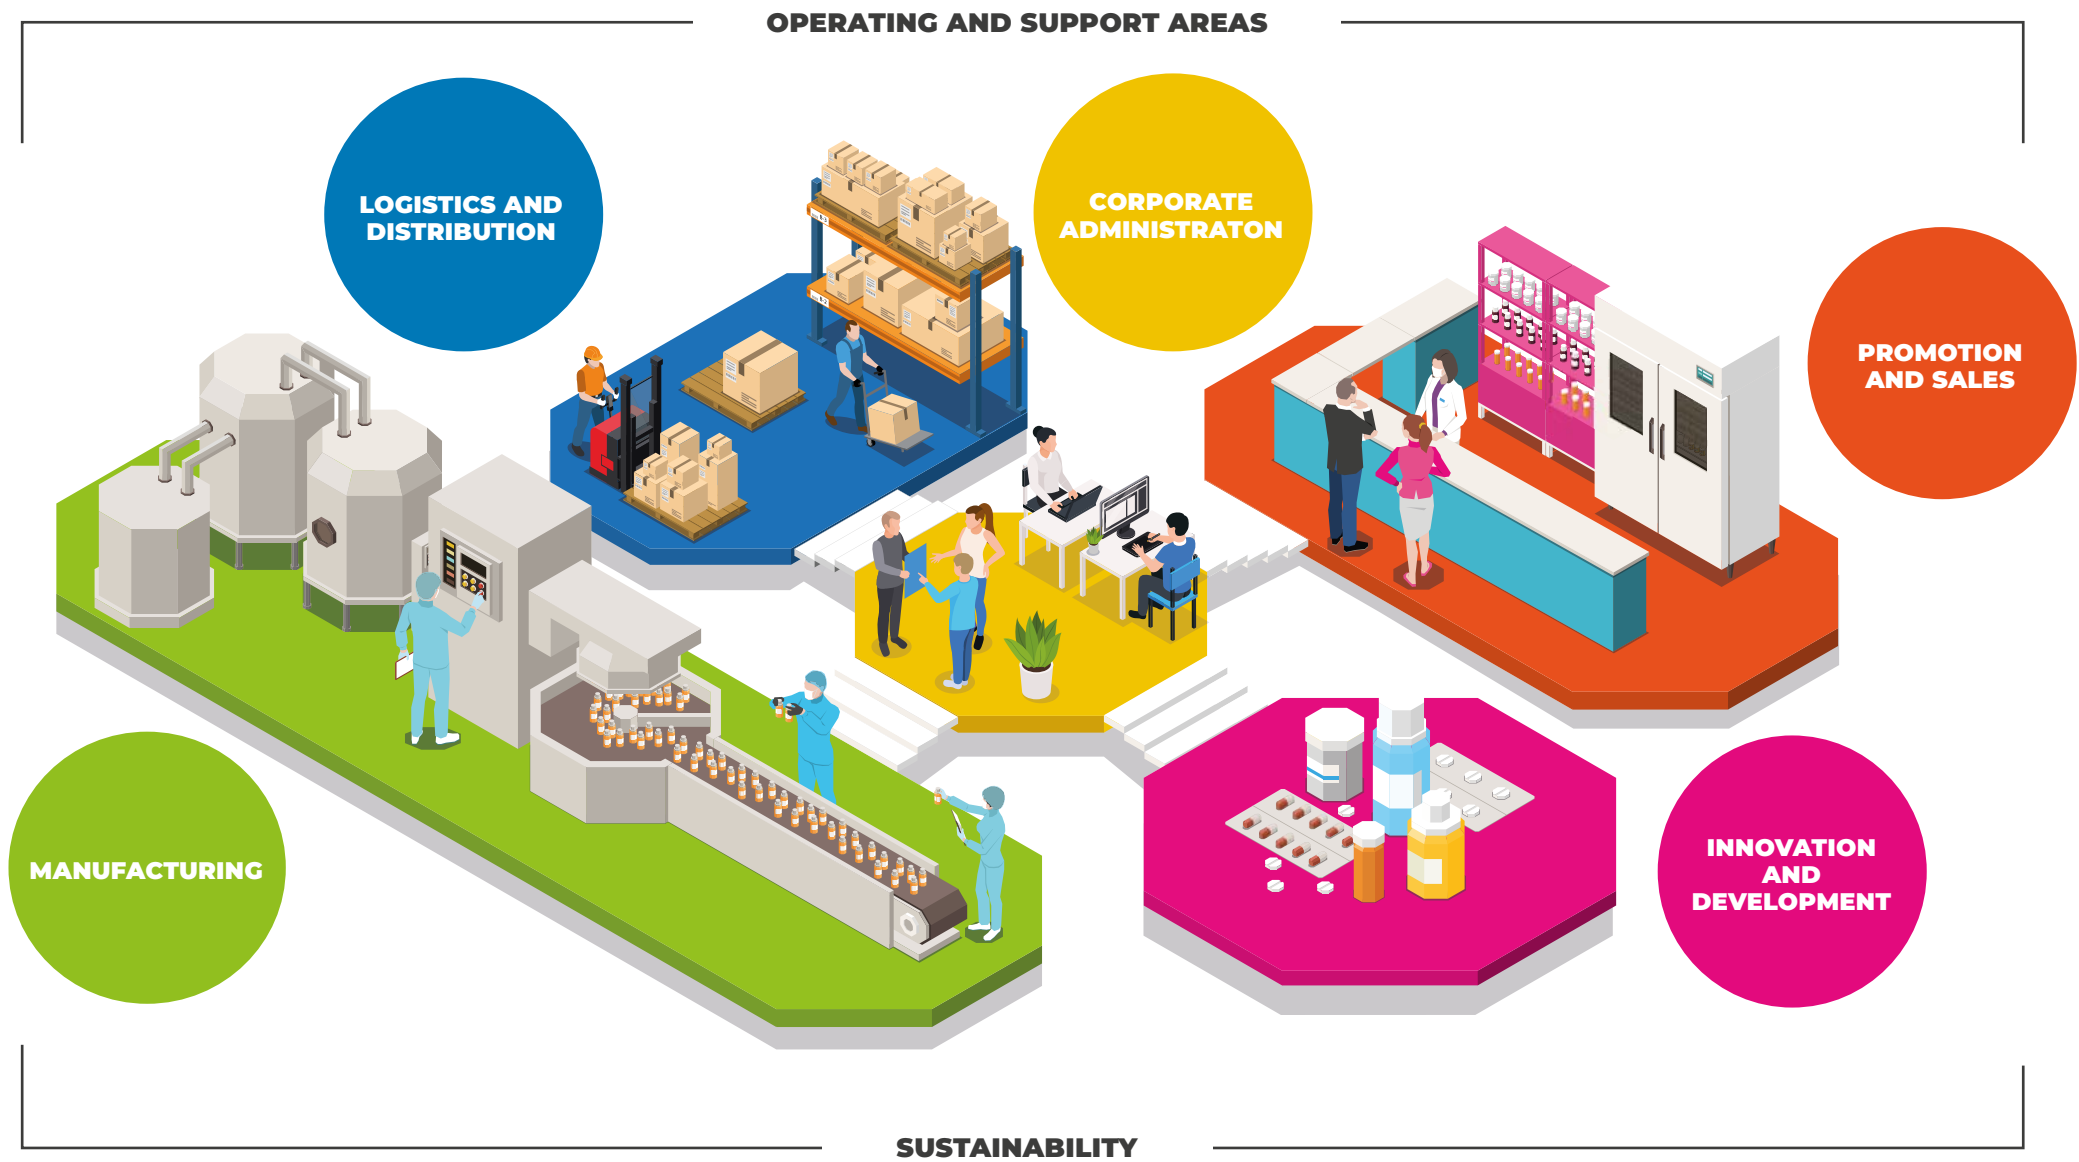 OPERATING AND SUPPORT AREAS
LOGISTICS AND
DISTRIBUTION
CORPORATE
ADMINISTRATON
PROMOTION
AND SALES
MANUFACTURING
INNOVATION
AND
DEVELOPMENT
SUSTAINABILITY